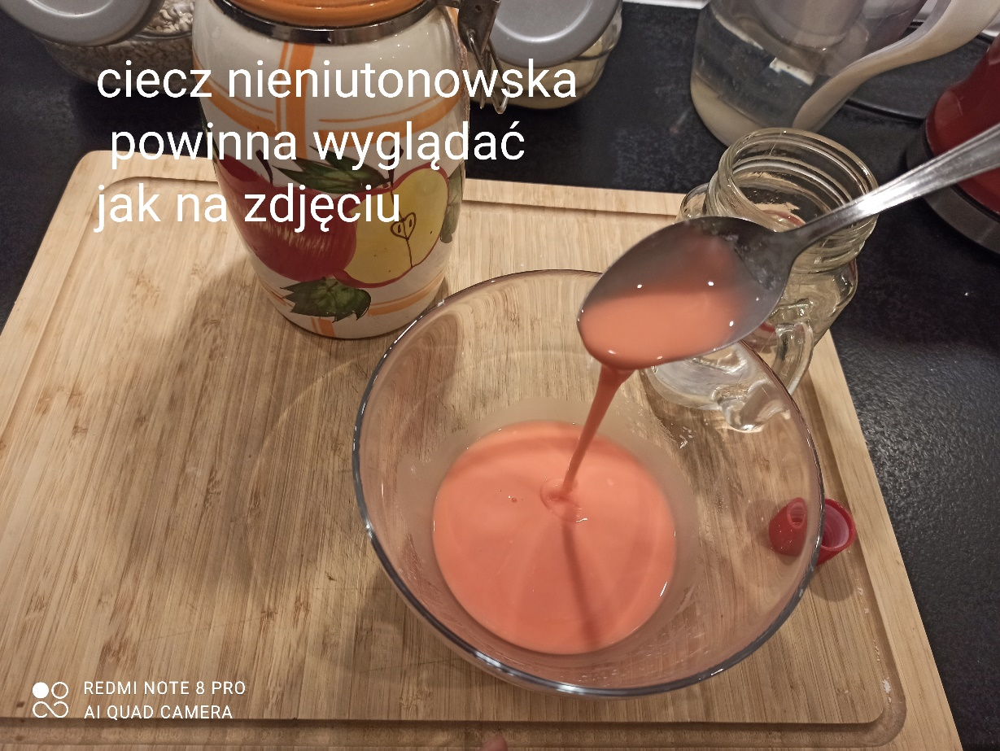 ciecz nieniutonowska
powinna wyglądać
jak na zdjęciu
REDMI NOTE 8 PRO
AI QUAD CAMERA